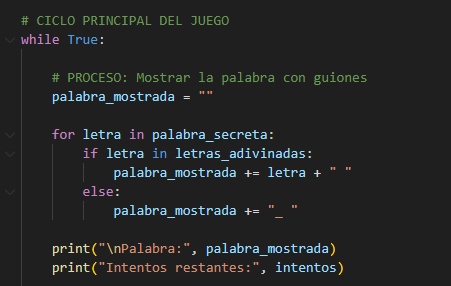 # CICLO PRINCIPAL DEL JUEGO
while True:
    # PROCESO: Mostrar la palabra con guiones
    palabra_mostrada = ""
    for letra in palabra_secreta:
        if letra in letras_adivinadas:
            palabra_mostrada += letra + " "
        else:
            palabra_mostrada += "_ "
    print("\nPalabra:", palabra_mostrada)
    print("Intentos restantes:", intentos)